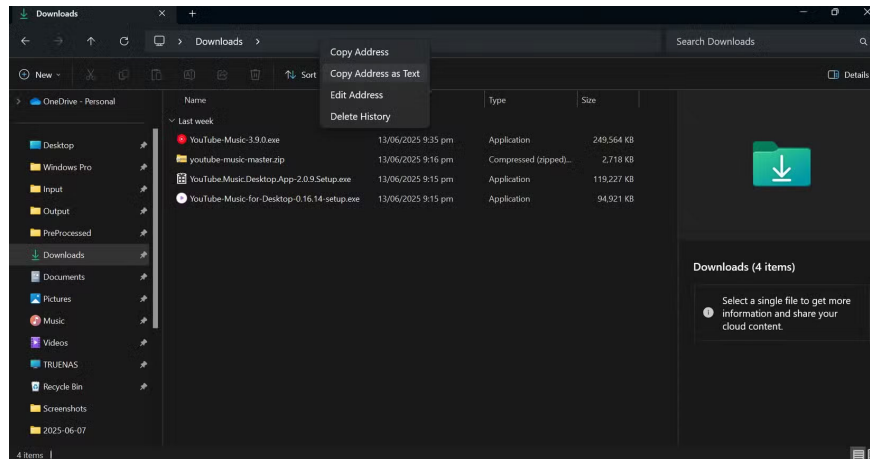 Downloads
Downloads
Search Downloads
Copy Address
Copy Address as Text
Edit Address
Delete History
New
Sort
Details
OneDrive - Personal
Desktop
Windows Pro
Input
Output
PreProcessed
Downloads
Documents
Pictures
Music
Videos
TRUENAS
Recycle Bin
Screenshots
2025-06-07
Name Type Size
Last week
YouTube-Music-3.9.0.exe 13/06/2025 9:35 pm Application 249,564 KB
youtube-music-master.zip 13/06/2025 9:16 pm Compressed (zipped)... 2,718 KB
YouTube.Music.Desktop.App-2.0.9.Setup.exe 13/06/2025 9:15 pm Application 119,227 KB
YouTube-Music-for-Desktop-0.16.14-setup.exe 13/06/2025 9:15 pm Application 94,921 KB
Downloads (4 items)
Select a single file to get more
information and share your
cloud content.
4 items